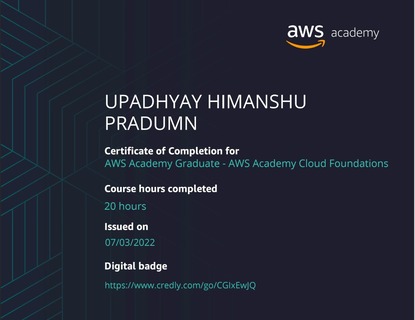 aws academy
UPADHYAY HIMANSHU
PRADUMN
Certificate of Completion for
AWS Academy Graduate - AWS Academy Cloud Foundations
Course hours completed
20 hours
Issued on
07/03/2022
Digital badge
https://www.credly.com/go/CGlxEwJQ